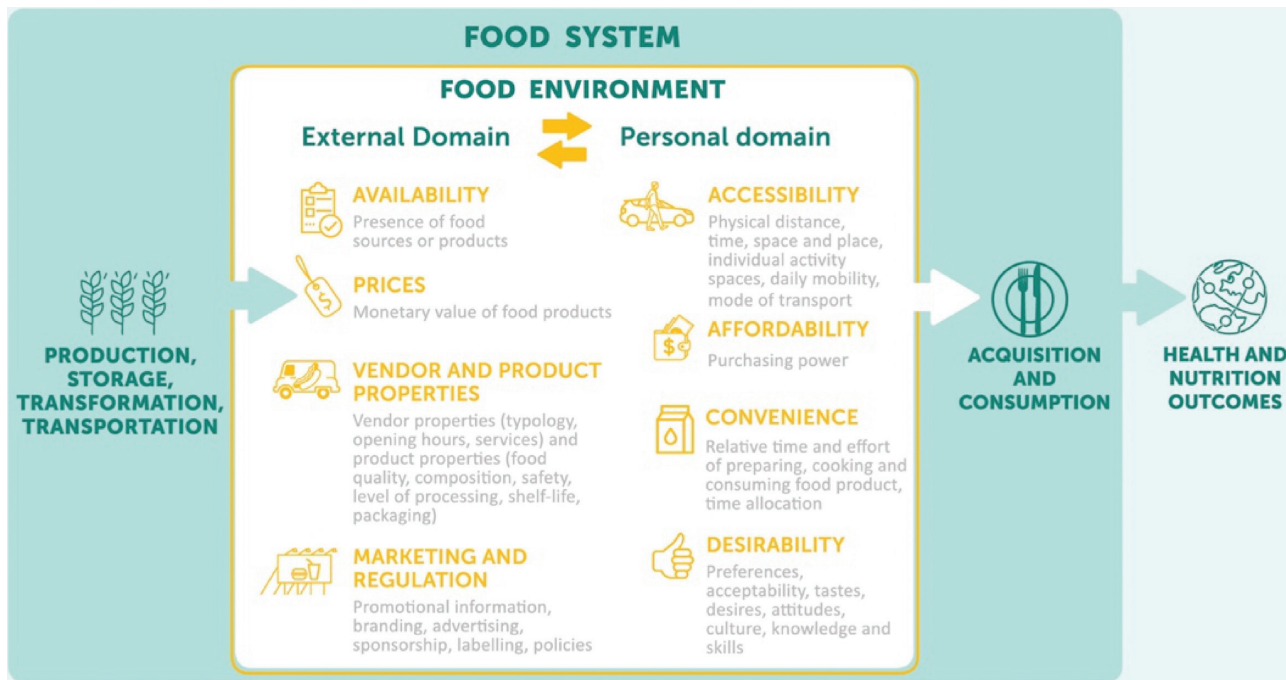 FOOD SYSTEM
FOOD ENVIRONMENT
External Domain
Personal domain
AVAILABILITY
Presence of food
sources or products
PRICES
Monetary value of food products
VENDOR AND PRODUCT
PROPERTIES
Vendor properties (typology,
opening hours, services) and
product properties (food
quality, composition, safety,
level of processing, shelf-life,
packaging)
MARKETING AND
REGULATION
Promotional information,
branding, advertising,
sponsorship, labelling, policies
ACCESSIBILITY
Physical distance,
time, space and place,
individual activity
spaces, daily mobility,
mode of transport
AFFORDABILITY
Purchasing power
CONVENIENCE
Relative time and effort
of preparing, cooking and
consuming food product,
time allocation
DESIRABILITY
Preferences,
acceptability, tastes,
desires, attitudes,
culture, knowledge and
skills
PRODUCTION,
STORAGE,
TRANSFORMATION,
TRANSPORTATION
ACQUISITION
AND
CONSUMPTION
HEALTH AND
NUTRITION
OUTCOMES